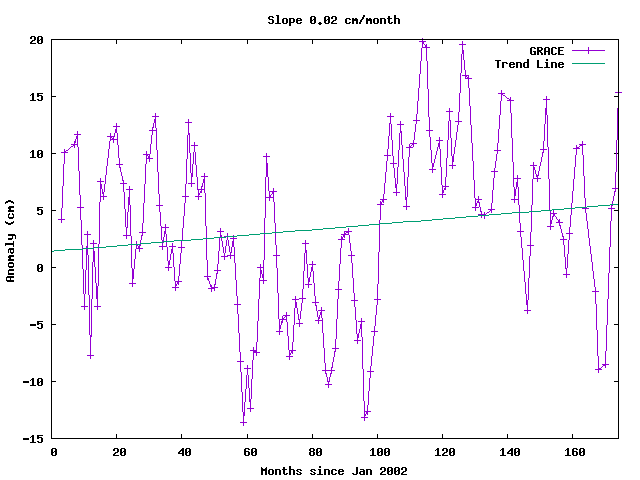 Slope 0.02 cm/month
GRACE
Trend Line
20
15
10
5
0
-5
-10
-15
Anomaly (cm)
0 20 40 60 80 100 120 140 160
Months since Jan 2002